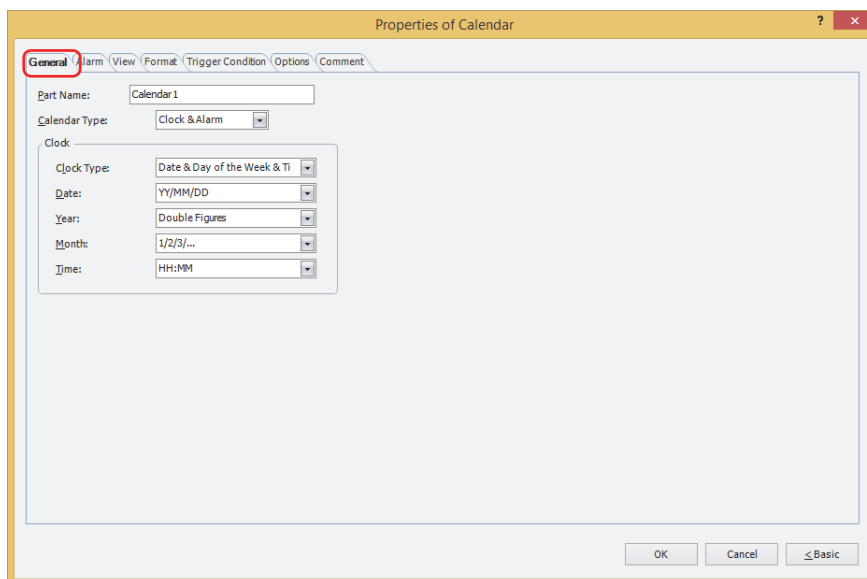 Properties of Calendar ? ×
General Alarm View Format Trigger Condition Options Comment
Part Name: Calendar1
Calendar Type: Clock & Alarm
Clock
Clock Type: Date & Day of the Week & Ti
Date: YY/MM/DD
Year: Double Figures
Month: 1/2/3/...
Time: HH:MM
OK Cancel < Basic